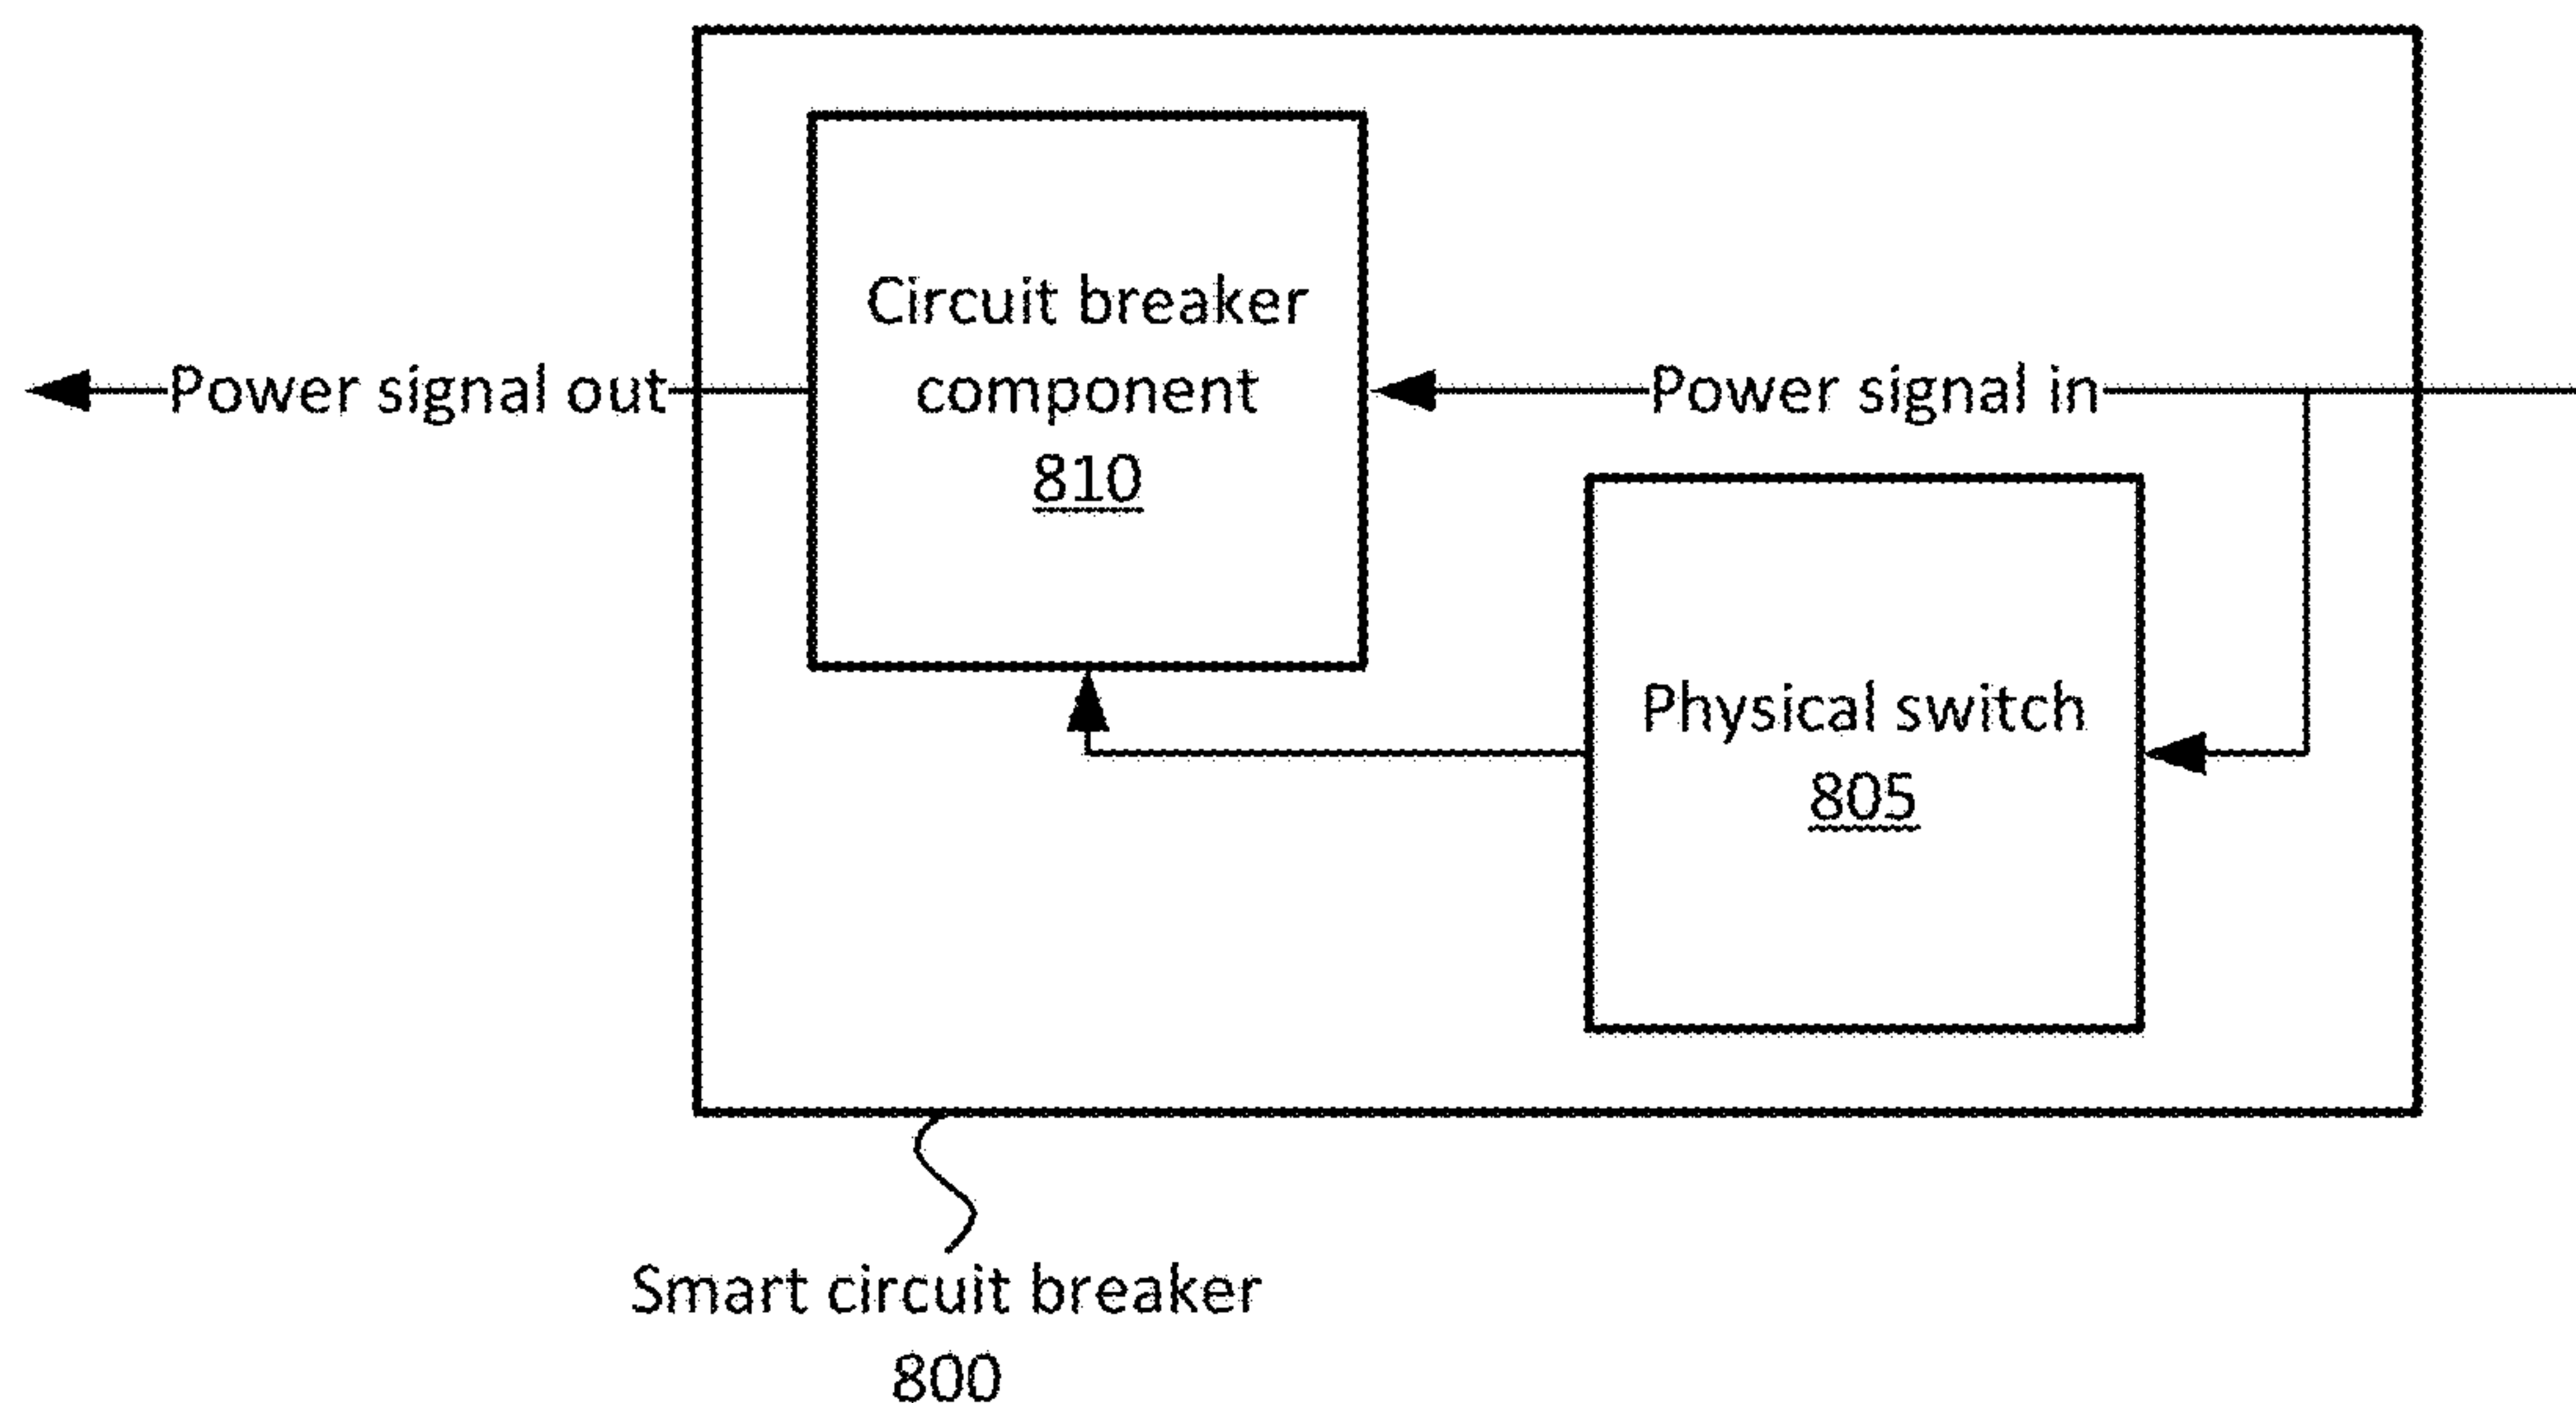 Circuit breaker
component
810
Power signal out
Power signal in
Physical switch
805
Smart circuit breaker
800